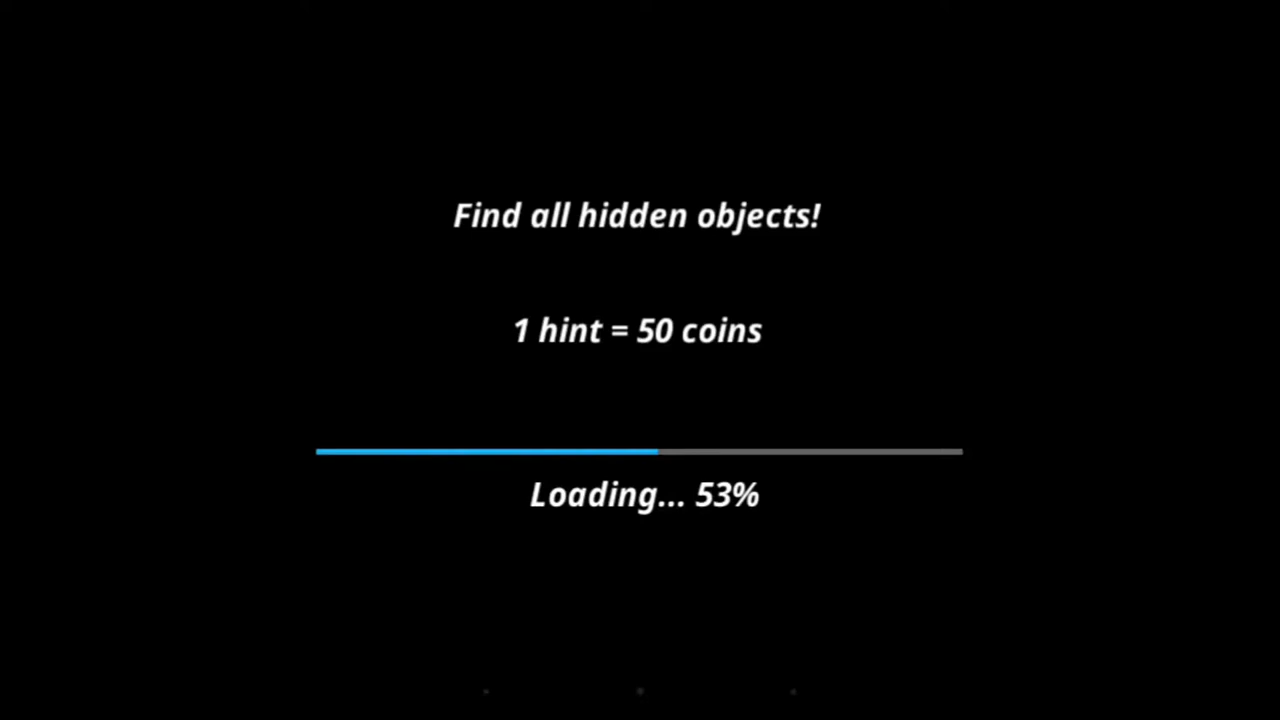 Find all hidden objects!
1 hint = 50 coins
Loading... 53%